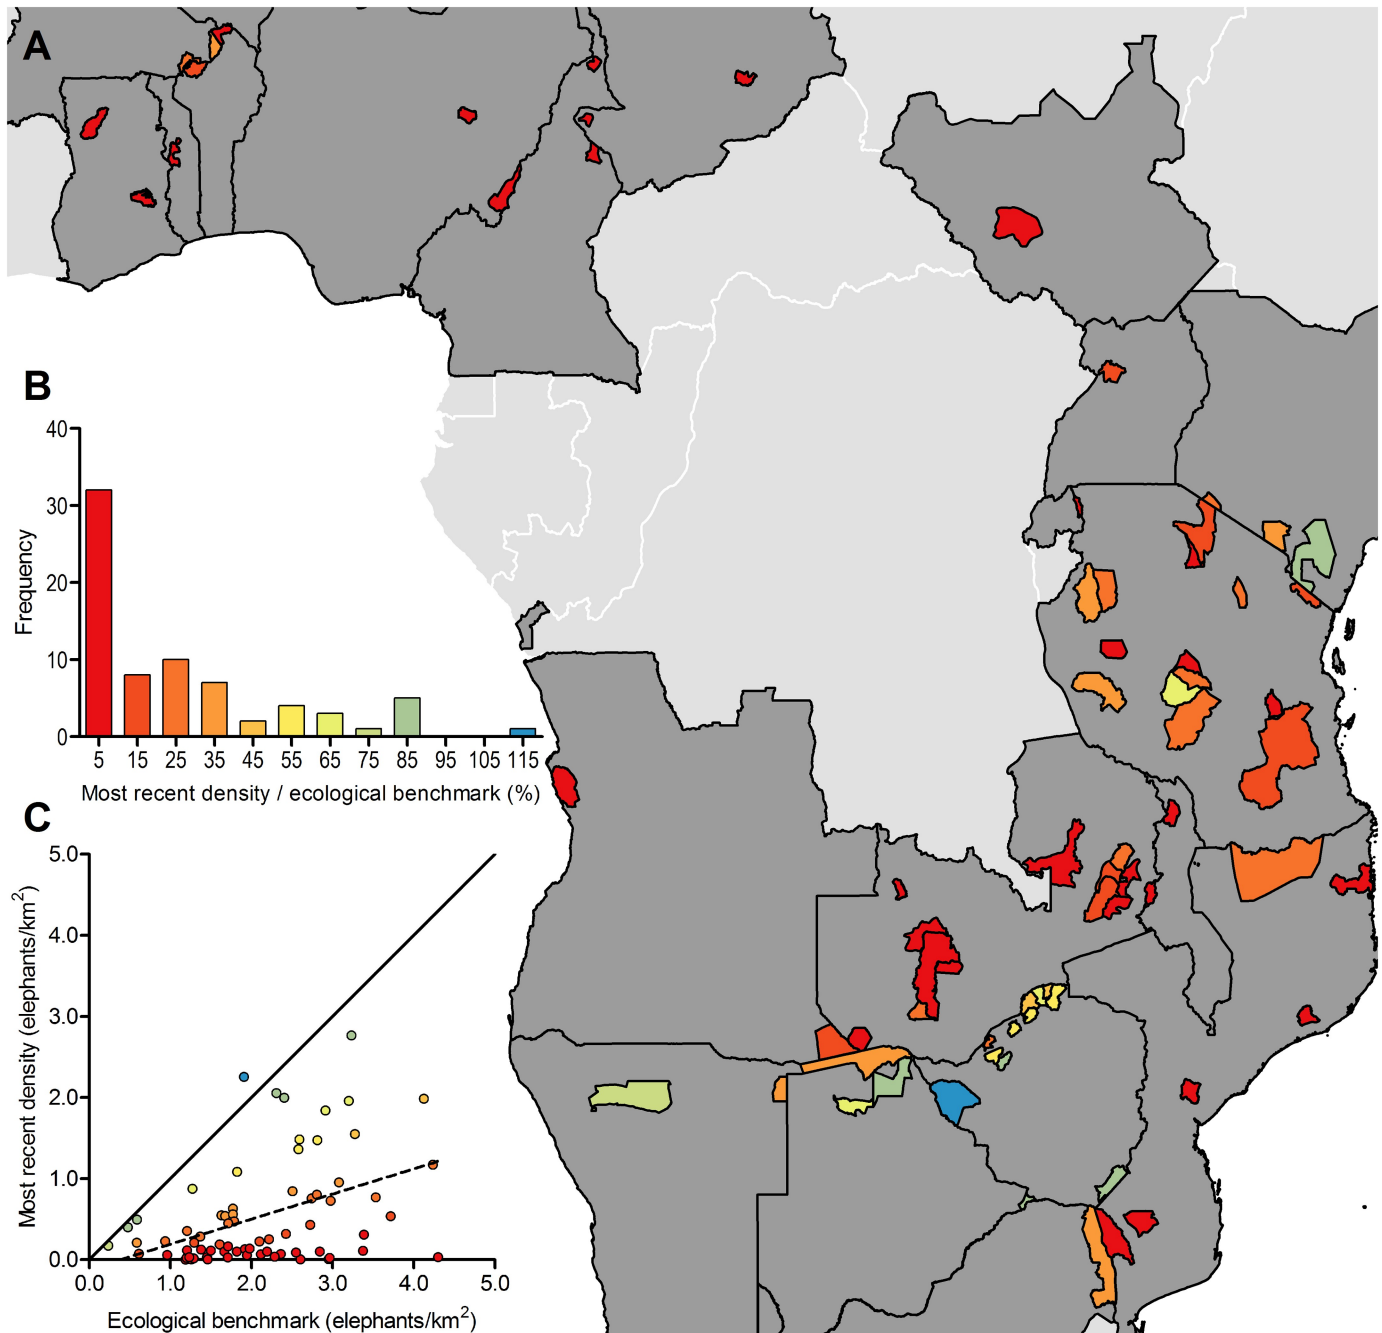 A
B
40
30
20
10
0
Frequency
5 15 25 35 45 55 65 75 85 95 105 115
Most recent density / ecological benchmark (%)
C
5.0
4.0
3.0
2.0
1.0
0.0
Most recent density (elephants/km²)
0.0 1.0 2.0 3.0 4.0 5.0
Ecological benchmark (elephants/km²)